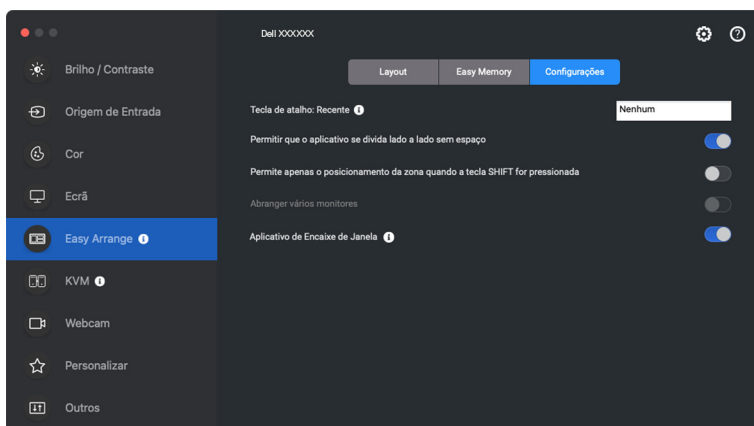 Dell XXXXXX
Brilho / Contraste
Origem de Entrada
Cor
Ecrã
Easy Arrange
KVM
Webcam
Personalizar
Outros
Layout
Easy Memory
Configurações
Tecla de atalho: Recente
Nenhum
Permitir que o aplicativo se divida lado a lado sem espaço
Permite apenas o posicionamento da zona quando a tecla SHIFT for pressionada
Abranger vários monitores
Aplicativo de Encaixe de Janela